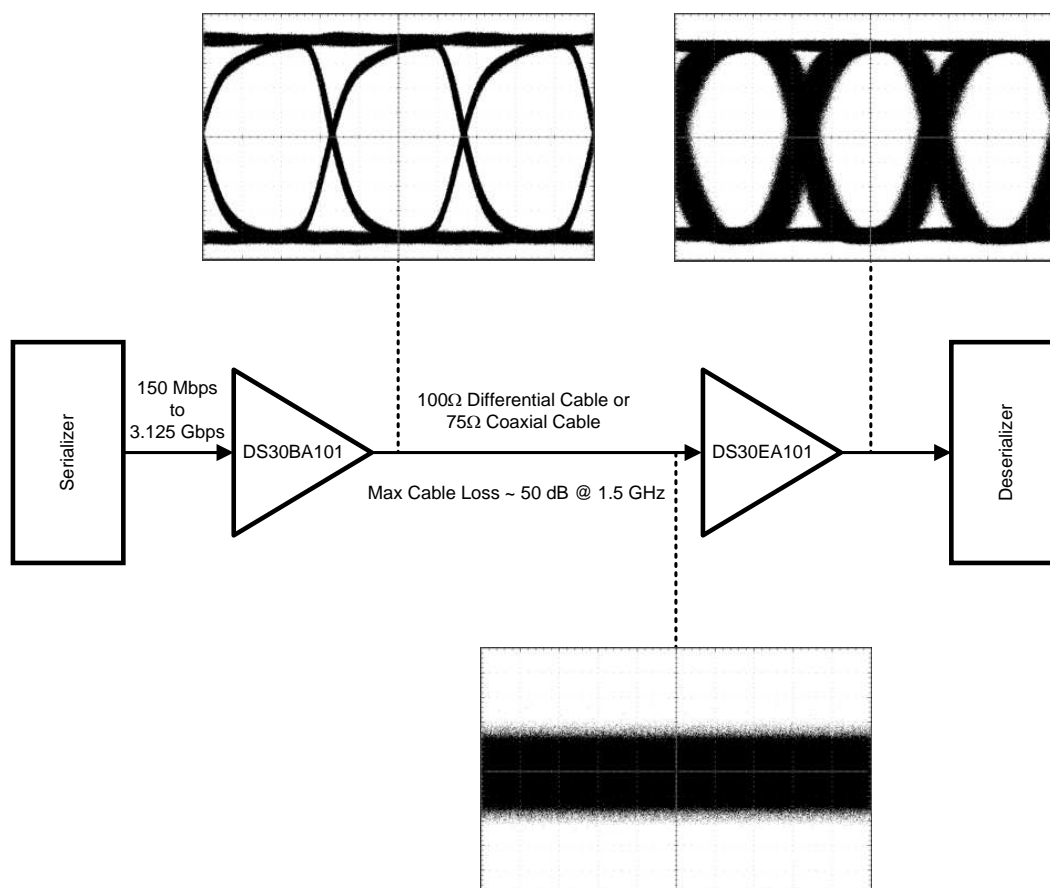 Serializer
150 Mbps
to
3.125 Gbps
DS30BA101
100Ω Differential Cable or
75Ω Coaxial Cable
Max Cable Loss ~ 50 dB @ 1.5 GHz
DS30EA101
Deserializer